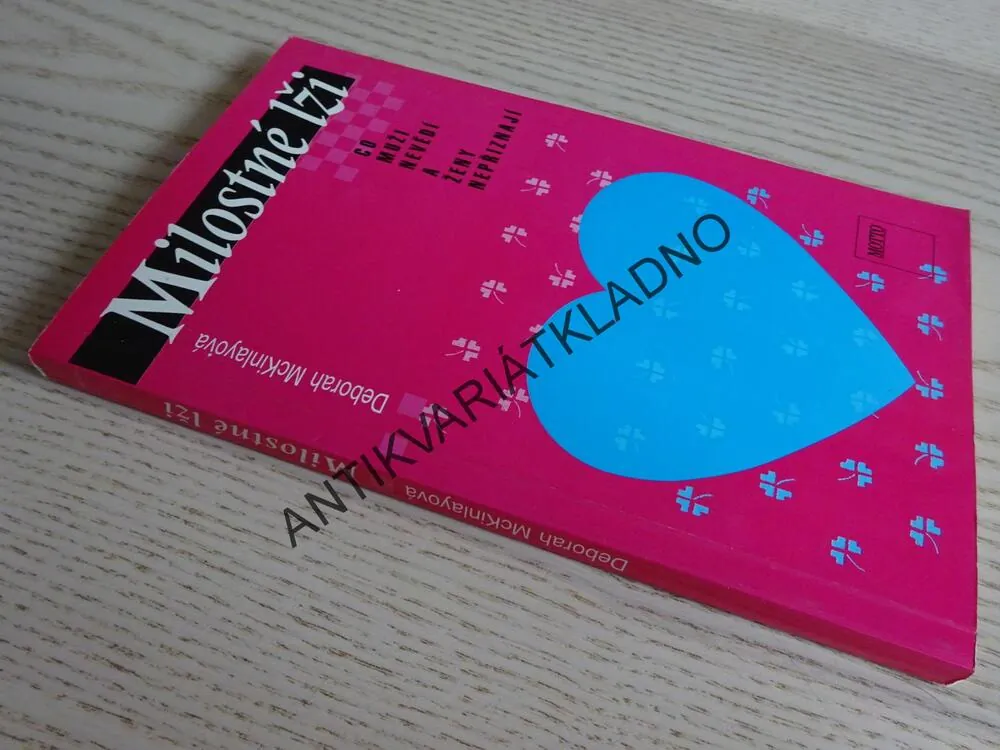 Milostné lži
CO
MUŽI
NEVĚDÍ
A
ŽENY
NEPŘIZNAJÍ
Deborah McKinlayová
MOTTO
Milostné lži
Deborah McKinlayová
ANTIKVARIÁTKLADNO